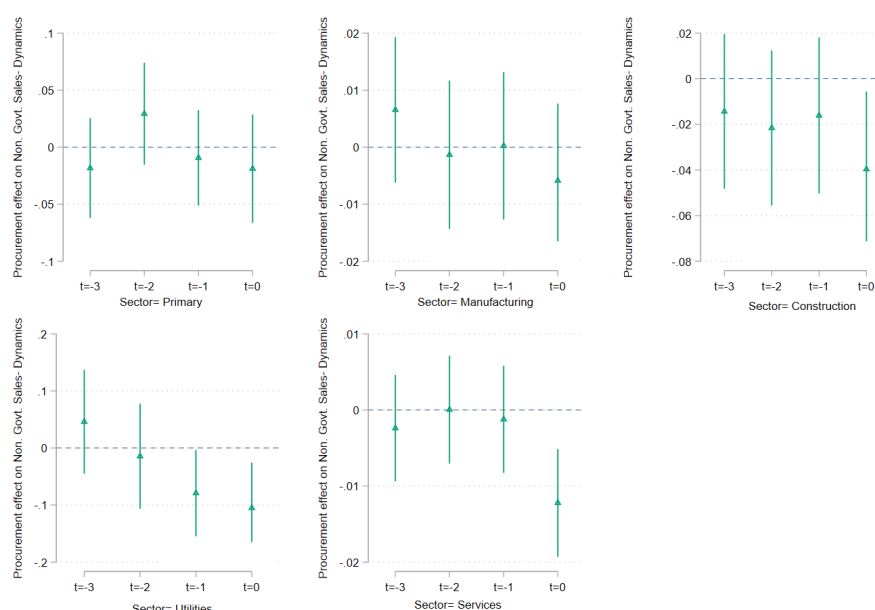 Procurement effect on Non. Govt. Sales- Dynamics
.1
.05
0
-.05
-.1
t=-3 t=-2 t=-1 t=0
Sector= Primary
Procurement effect on Non. Govt. Sales- Dynamics
.02
.01
0
-.01
-.02
t=-3 t=-2 t=-1 t=0
Sector= Manufacturing
Procurement effect on Non. Govt. Sales- Dynamics
.02
0
-.02
-.04
-.06
-.08
t=-3 t=-2 t=-1 t=0
Sector= Construction
Procurement effect on Non. Govt. Sales- Dynamics
.2
.1
0
-.1
-.2
t=-3 t=-2 t=-1 t=0
Sector= Utilities
Procurement effect on Non. Govt. Sales- Dynamics
.01
0
-.01
-.02
t=-3 t=-2 t=-1 t=0
Sector= Services